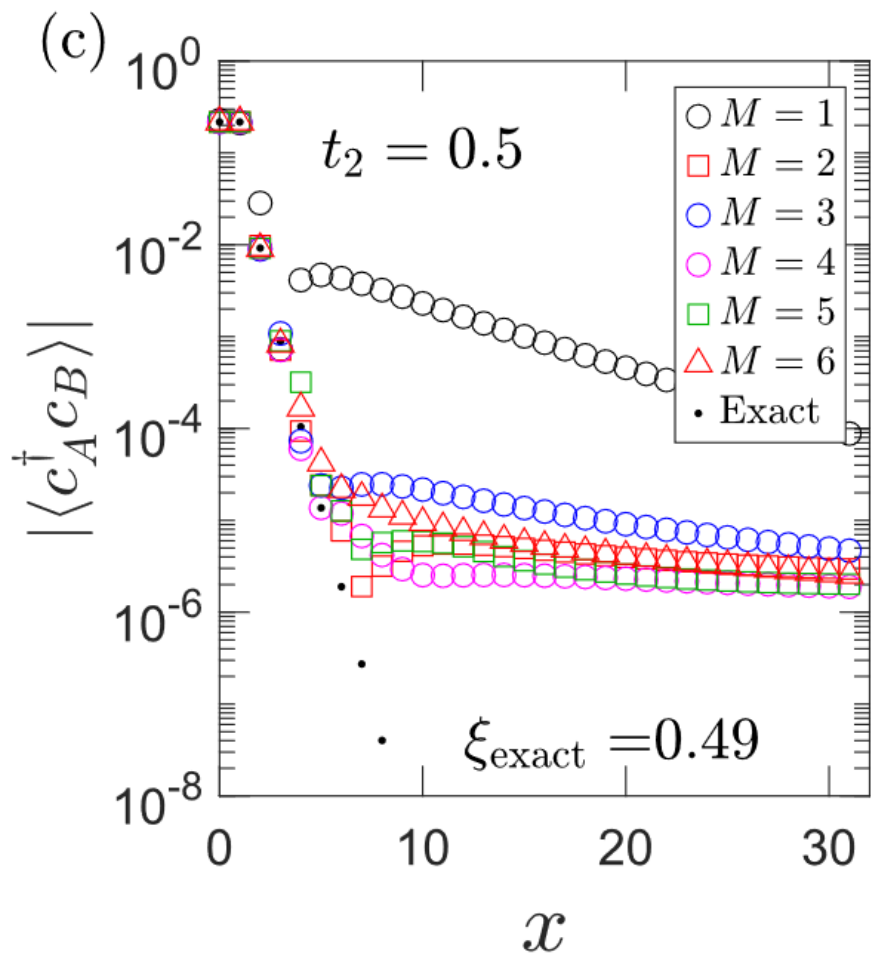 (c)
10^0
10^{-2}
10^{-4}
10^{-6}
10^{-8}
|⟨c_A^† c_B⟩|
t_2 = 0.5
M = 1
M = 2
M = 3
M = 4
M = 5
M = 6
Exact
ξ_exact =0.49
0 10 20 30
x